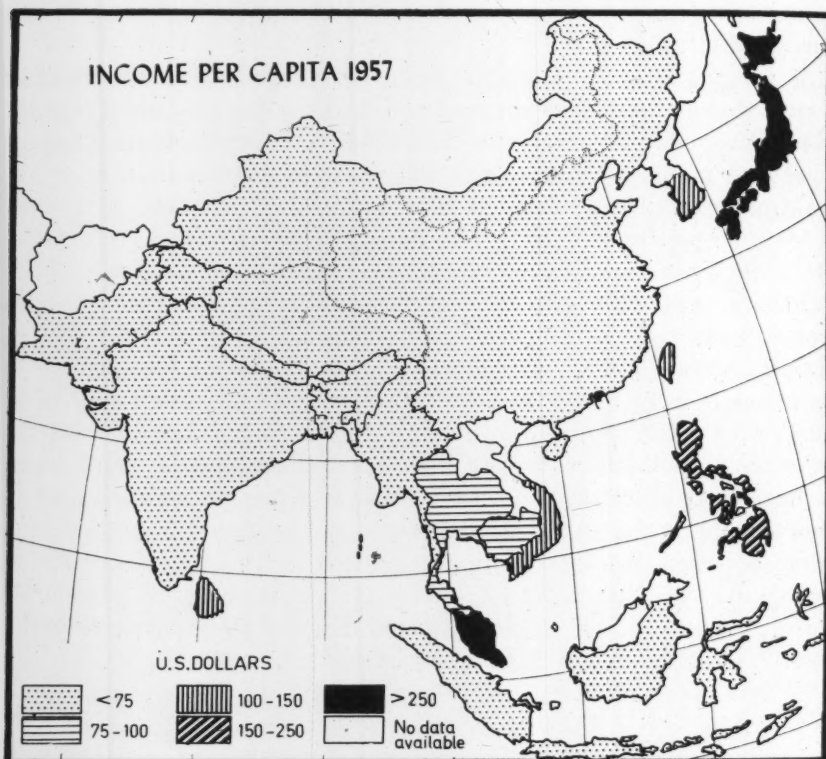 INCOME PER CAPITA 1957
U.S.DOLLARS
<75
75-100
100-150
150-250
>250
No data
available